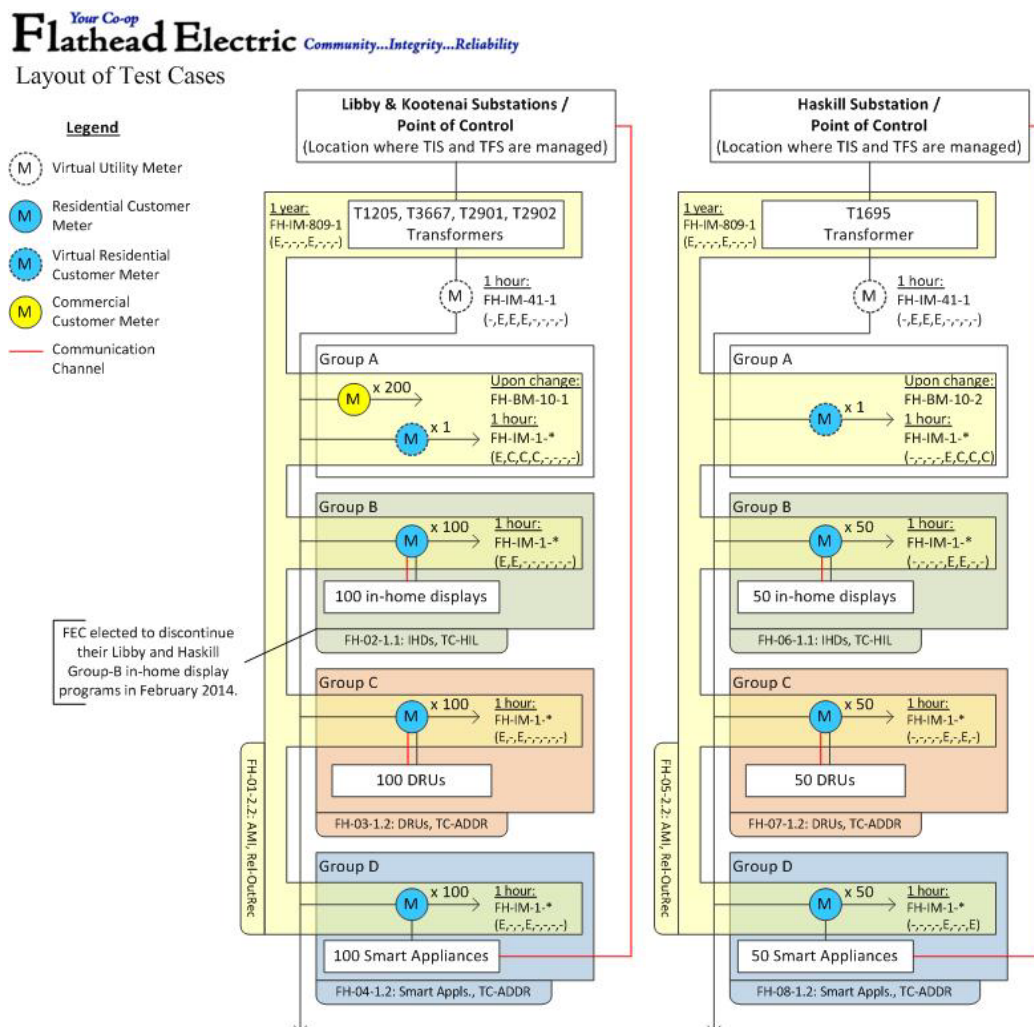 Your Co-op
Flathead Electric Community...Integrity...Reliability
Layout of Test Cases
Legend
M Virtual Utility Meter
M Residential Customer
Meter
M Virtual Residential
Customer Meter
M Commercial
Customer Meter
Communication
Channel
FEC elected to discontinue
their Libby and Haskill
Group-B in-home display
programs in February 2014.
Libby & Kootenai Substations /
Point of Control
(Location where TIS and TFS are managed)
1 year:
FH-IM-809-1
(E,-,-,-,E,-,-,-)
T1205, T3667, T2901, T2902
Transformers
M
1 hour:
FH-IM-41-1
(-,E,E,E,-,-,-,-)
Group A
M x 200
Upon change:
FH-BM-10-1
M x 1
1 hour:
FH-IM-1-*
(E,C,C,C,-,-,-,-)
Group B
M x 100
1 hour:
FH-IM-1-*
(E,E,-,-,-,-,-,-)
100 in-home displays
FH-02-1.1: IHDs, TC-HIL
Group C
M x 100
1 hour:
FH-IM-1-*
(E,-,E,-,-,-,-,-)
100 DRUs
FH-03-1.2: DRUs, TC-ADDR
FH-01-2.2: AMI,
Rel-OutRec
Group D
M x 100
1 hour:
FH-IM-1-*
(E,-,-,E,-,-,-,-)
100 Smart Appliances
FH-04-1.2: Smart Appls., TC-ADDR
Haskill Substation /
Point of Control
(Location where TIS and TFS are managed)
1 year:
FH-IM-809-1
(E,-,-,-,E,-,-,-)
T1695
Transformer
M
1 hour:
FH-IM-41-1
(-,E,E,E,-,-,-,-)
Group A
M x 1
Upon change:
FH-BM-10-2
1 hour:
FH-IM-1-*
(-,-,-,-,E,C,C,C)
Group B
M x 50
1 hour:
FH-IM-1-*
(-,-,-,-,E,E,-,-)
50 in-home displays
FH-06-1.1: IHDs, TC-HIL
Group C
M x 50
1 hour:
FH-IM-1-*
(-,-,-,-,E,-,E,-)
50 DRUs
FH-07-1.2: DRUs, TC-ADDR
FH-05-2.2: AMI,
Rel-OutRec
Group D
M x 50
1 hour:
FH-IM-1-*
(-,-,-,-,E,-,-,E)
50 Smart Appliances
FH-08-1.2: Smart Appls., TC-ADDR